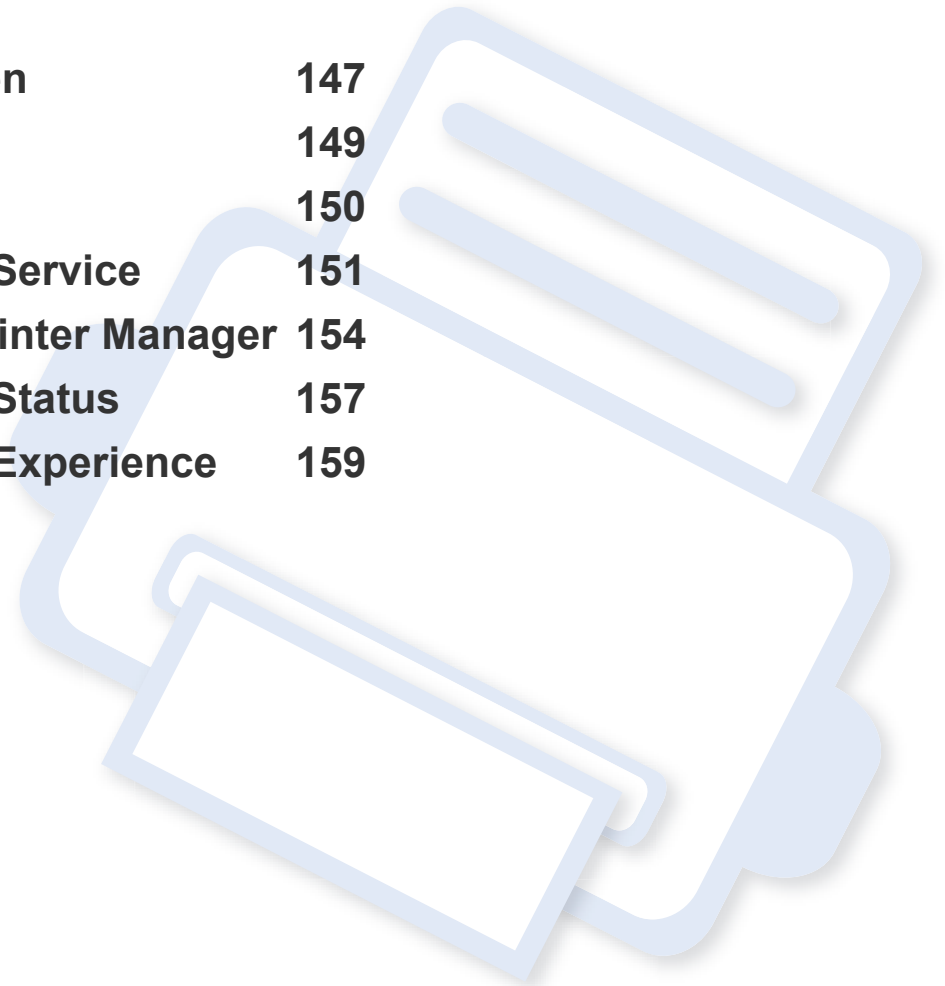 n 147
149
150
Service 151
inter Manager 154
Status 157
Experience 159